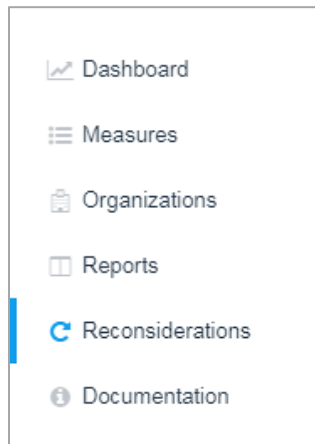 Dashboard
Measures
Organizations
Reports
Reconsiderations
Documentation